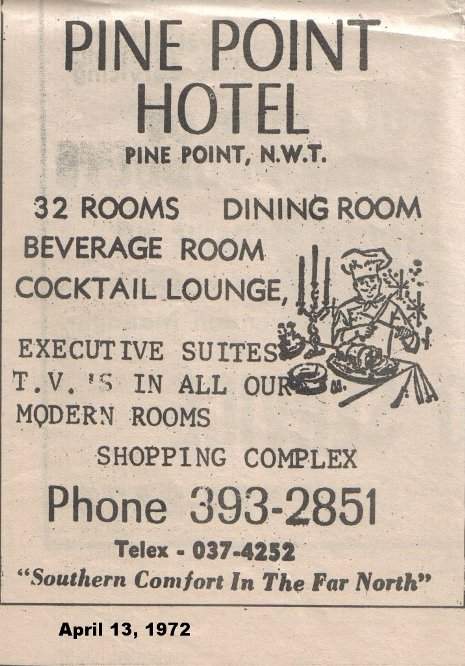 PINE POINT
HOTEL
PINE POINT, N.W.T.
32 ROOMS DINING ROOM
BEVERAGE ROOM
COCKTAIL LOUNGE,
EXECUTIVE SUITES
T.V.'S IN ALL OUR
MODERN ROOMS
SHOPPING COMPLEX
Phone 393-2851
Telex - 037-4252
"Southern Comfort In The Far North"
April 13, 1972